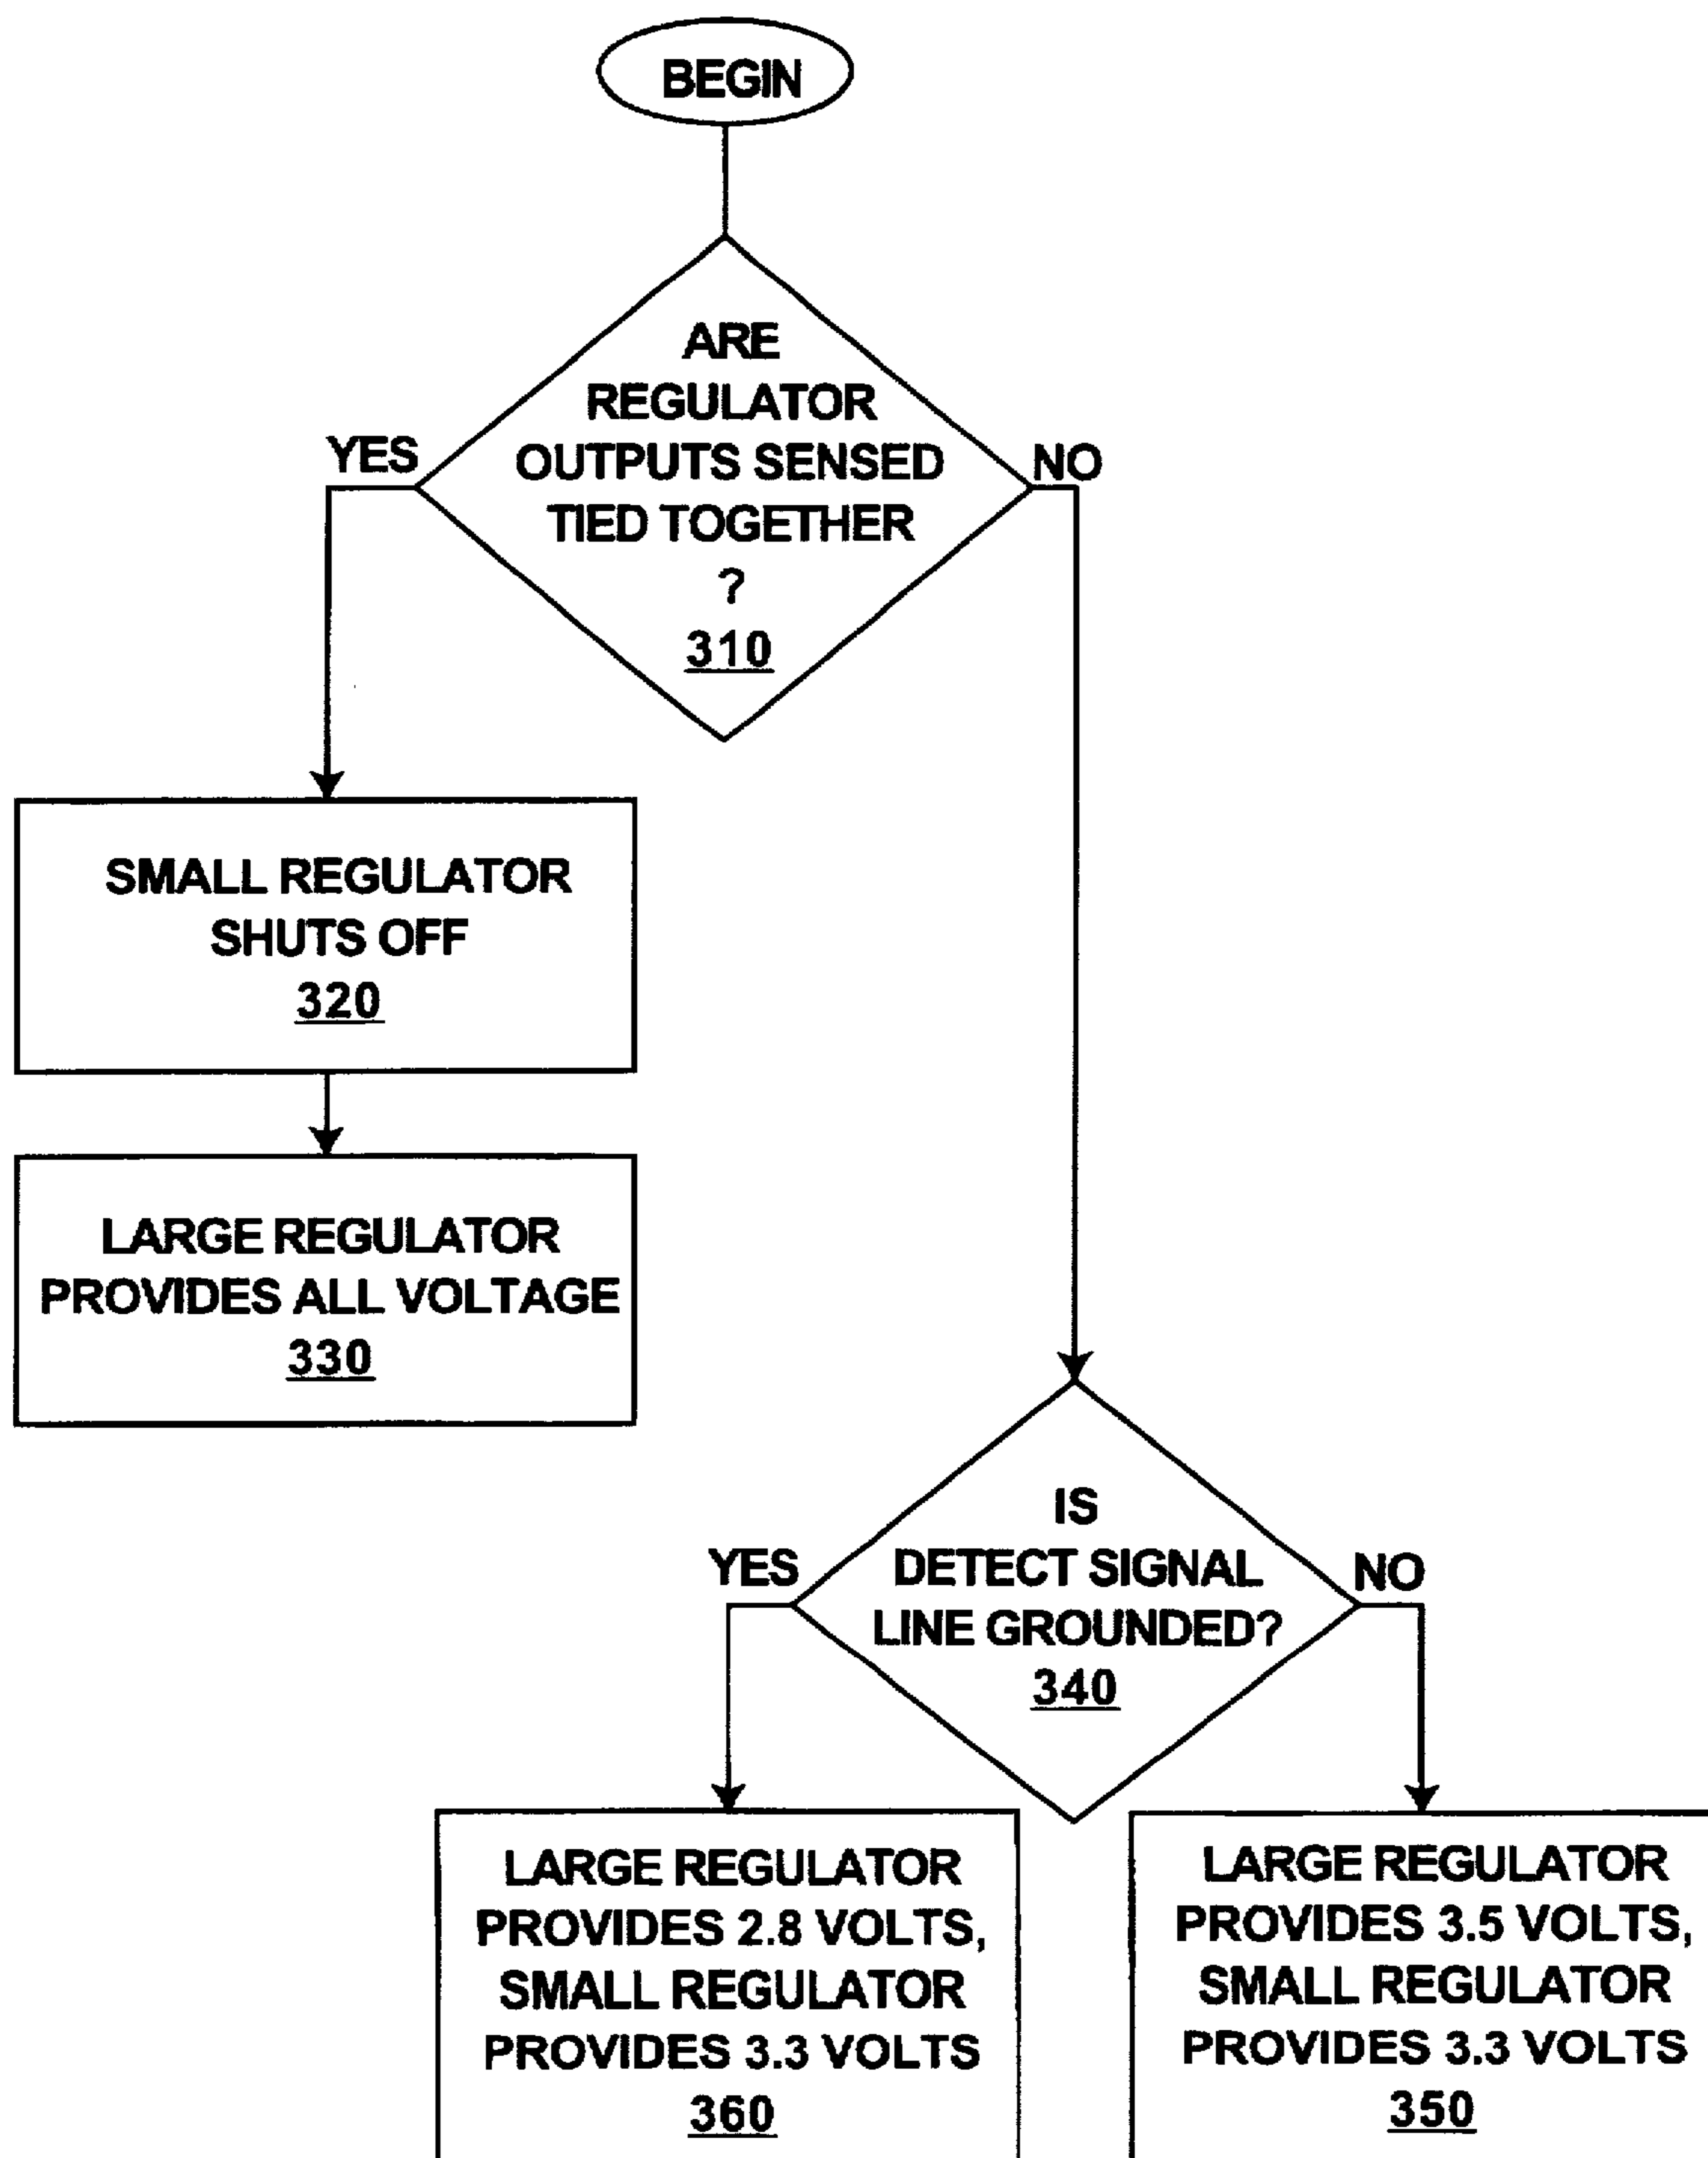 BEGIN
ARE
REGULATOR
OUTPUTS SENSED
TIED TOGETHER
?
310
YES
NO
SMALL REGULATOR
SHUTS OFF
320
LARGE REGULATOR
PROVIDES ALL VOLTAGE
330
IS
DETECT SIGNAL
LINE GROUNDED?
340
YES
NO
LARGE REGULATOR
PROVIDES 2.8 VOLTS,
SMALL REGULATOR
PROVIDES 3.3 VOLTS
360
LARGE REGULATOR
PROVIDES 3.5 VOLTS,
SMALL REGULATOR
PROVIDES 3.3 VOLTS
350